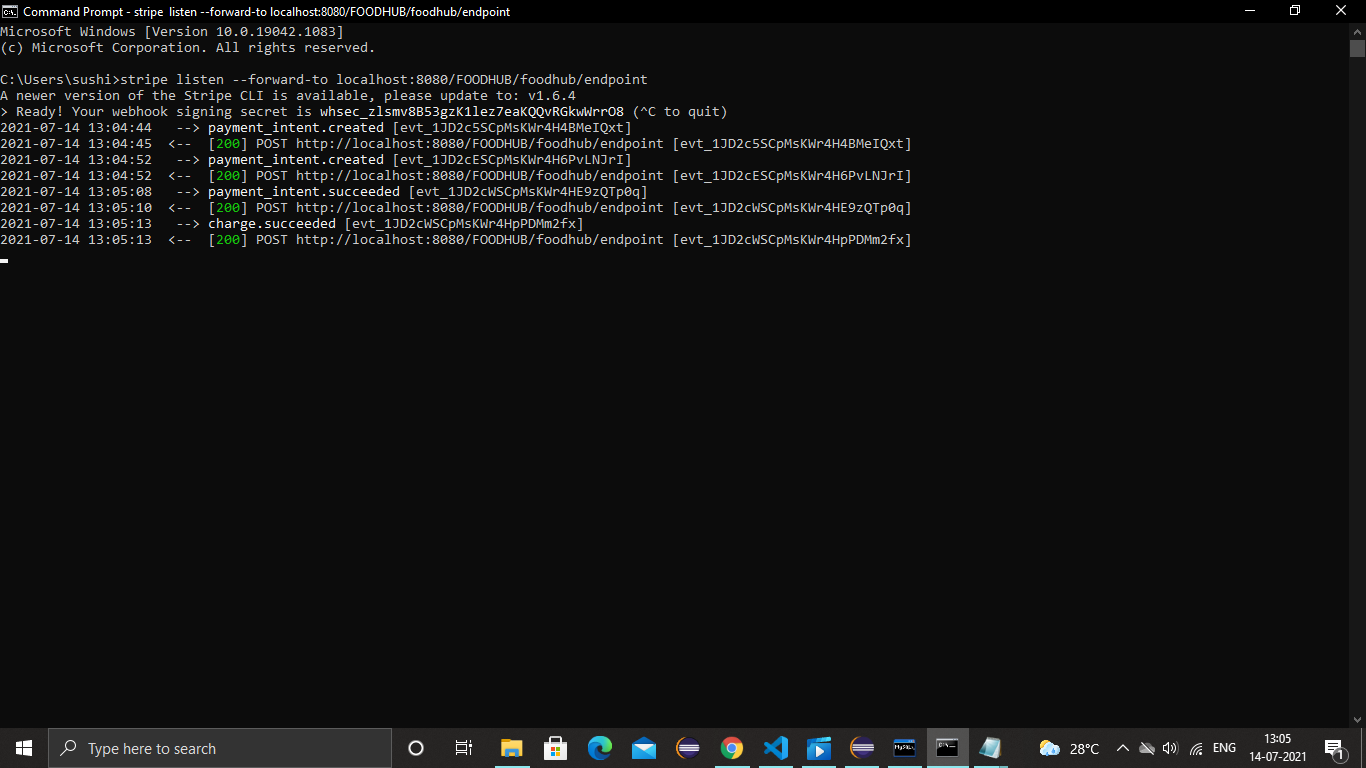 Command Prompt - stripe  listen --forward-to localhost:8080/FOODHUB/foodhub/endpoint
Microsoft Windows [Version 10.0.19042.1083]
(c) Microsoft Corporation. All rights reserved.
C:\Users\sushi>stripe listen --forward-to localhost:8080/FOODHUB/foodhub/endpoint
A newer version of the Stripe CLI is available, please update to: v1.6.4
> Ready! Your webhook signing secret is whsec_zlsmv8B53gzK1lez7eaKQQvRGkwWrrO8 (^C to quit)
2021-07-14 13:04:44   --> payment_intent.created [evt_1JD2c5SCpMsKWr4H4BMeIQxt]
2021-07-14 13:04:45  <--  [200] POST http://localhost:8080/FOODHUB/foodhub/endpoint [evt_1JD2c5SCpMsKWr4H4BMeIQxt]
2021-07-14 13:04:52   --> payment_intent.created [evt_1JD2cESCpMsKWr4H6PvLNJrI]
2021-07-14 13:04:52  <--  [200] POST http://localhost:8080/FOODHUB/foodhub/endpoint [evt_1JD2cESCpMsKWr4H6PvLNJrI]
2021-07-14 13:05:08   --> payment_intent.succeeded [evt_1JD2cWSCpMsKWr4HE9zQTp0q]
2021-07-14 13:05:10  <--  [200] POST http://localhost:8080/FOODHUB/foodhub/endpoint [evt_1JD2cWSCpMsKWr4HE9zQTp0q]
2021-07-14 13:05:13   --> charge.succeeded [evt_1JD2cWSCpMsKWr4HpPDMm2fx]
2021-07-14 13:05:13  <--  [200] POST http://localhost:8080/FOODHUB/foodhub/endpoint [evt_1JD2cWSCpMsKWr4HpPDMm2fx]
Type here to search
MySQL
28°C
ENG
13:05
14-07-2021
1